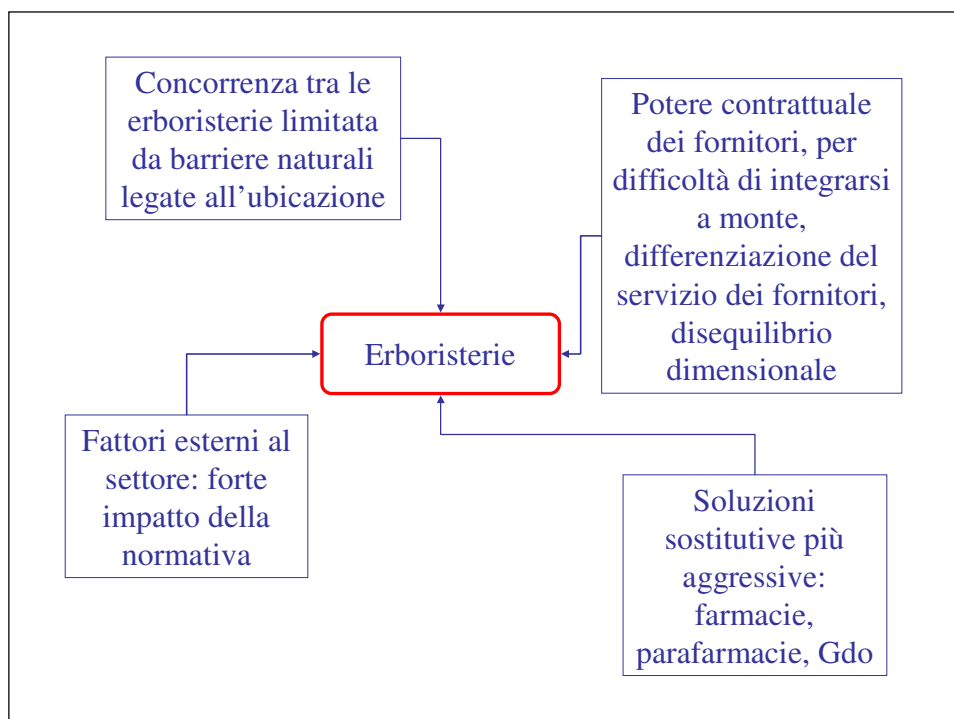 Concorrenza tra le
erboristerie limitata
da barriere naturali
legate all’ubicazione
Potere contrattuale
dei fornitori, per
difficoltà di integrarsi
a monte,
differenziazione del
servizio dei fornitori,
disequilibrio
dimensionale
Erboristerie
Fattori esterni al
settore: forte
impatto della
normativa
Soluzioni
sostitutive più
aggressive:
farmacie,
parafarmacie, Gdo